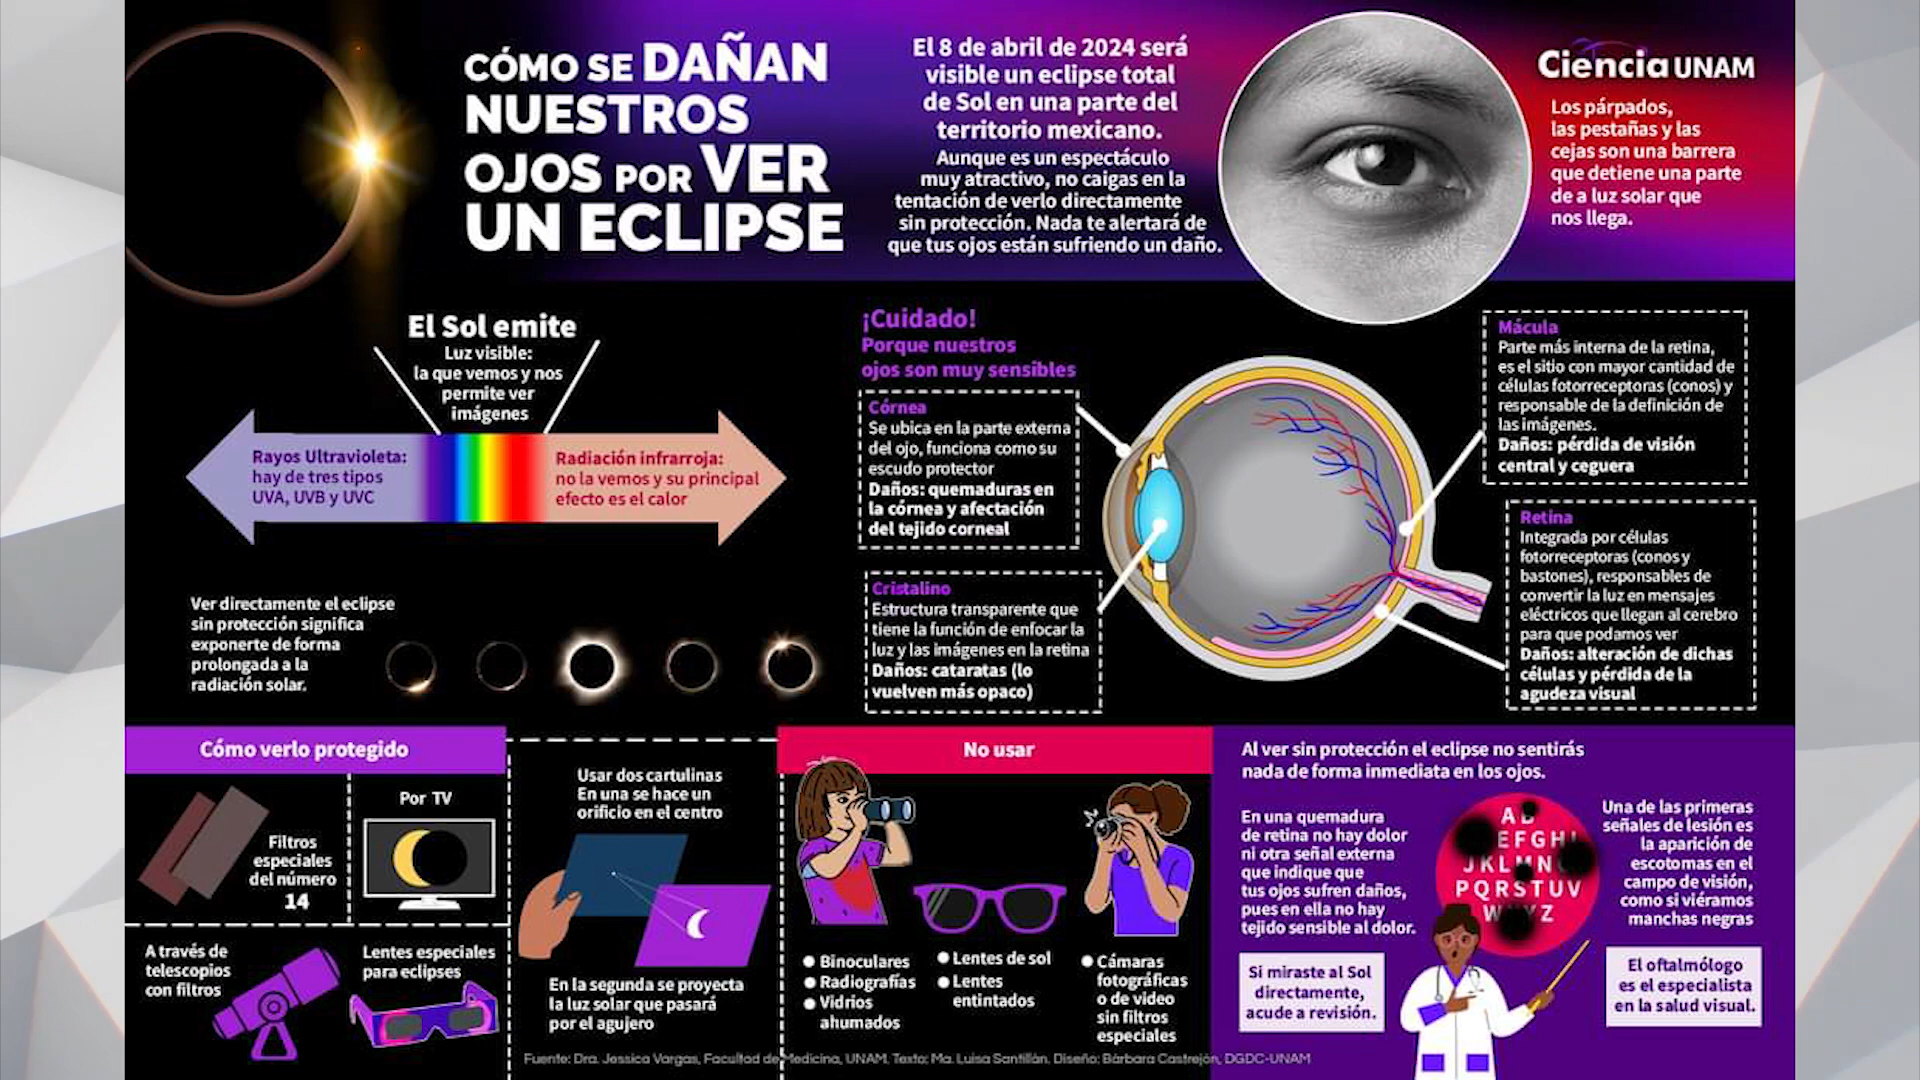 CÓMO SE DAÑAN
NUESTROS
OJOS POR VER
UN ECLIPSE
El 8 de abril de 2024 será
visible un eclipse total
de Sol en una parte del
territorio mexicano.
Aunque es un espectáculo
muy atractivo, no caigas en la
tentación de verlo directamente
sin protección. Nada te alertará de
que tus ojos están sufriendo un daño.
Ciencia UNAM
Los párpados,
las pestañas y las
cejas son una barrera
que detiene una parte
de a luz solar que
nos llega.
El Sol emite
Luz visible:
la que vemos y nos
permite ver
imágenes
Rayos Ultravioleta:
hay de tres tipos
UVA, UVB y UVC
Radiación infrarroja:
no la vemos y su principal
efecto es el calor
Ver directamente el eclipse
sin protección significa
exponerte de forma
prolongada a la
radiación solar.
¡Cuidado!
Porque nuestros
ojos son muy sensibles
Córnea
Se ubica en la parte externa
del ojo, funciona como su
escudo protector
Daños: quemaduras en
la córnea y afectación
del tejido corneal
Cristalino
Estructura transparente que
tiene la función de enfocar la
luz y las imágenes en la retina
Daños: cataratas (lo
vuelven más opaco)
Mácula
Parte más interna de la retina,
es el sitio con mayor cantidad de
células fotorreceptoras (conos) y
responsable de la definición de
las imágenes.
Daños: pérdida de visión
central y ceguera
Retina
Integrada por células
fotorreceptoras (conos y
bastones), responsables de
convertir la luz en mensajes
eléctricos que llegan al cerebro
para que podamos ver
Daños: alteración de dichas
células y pérdida de la
agudeza visual
Cómo verlo protegido
Filtros
especiales
del número
14
Por TV
A través de
telescopios
con filtros
Lentes especiales
para eclipses
Usar dos cartulinas
En una se hace un
orificio en el centro
En la segunda se proyecta
la luz solar que pasará
por el agujero
No usar
Binoculares
Radiografías
Vidrios
ahumados
Lentes de sol
Lentes
entintados
Cámaras
fotográficas
o de video
sin filtros
especiales
Al ver sin protección el eclipse no sentirás
nada de forma inmediata en los ojos.
En una quemadura
de retina no hay dolor
ni otra señal externa
que indique que
tus ojos sufren daños,
pues en ella no hay
tejido sensible al dolor.
A B
EFGH
JKLMN
PQRSTUV
W Y Z
Una de las primeras
señales de lesión es
la aparición de
escotomas en el
campo de visión,
como si viéramos
manchas negras
Si miraste al Sol
directamente,
acude a revisión.
El oftalmólogo
es el especialista
en la salud visual.
Fuente: Dra. Jessica Vargas, Facultad de Medicina, UNAM. Texto: Ma. Luisa Santillán. Diseño: Bárbara Castrejón, DGDC-UNAM